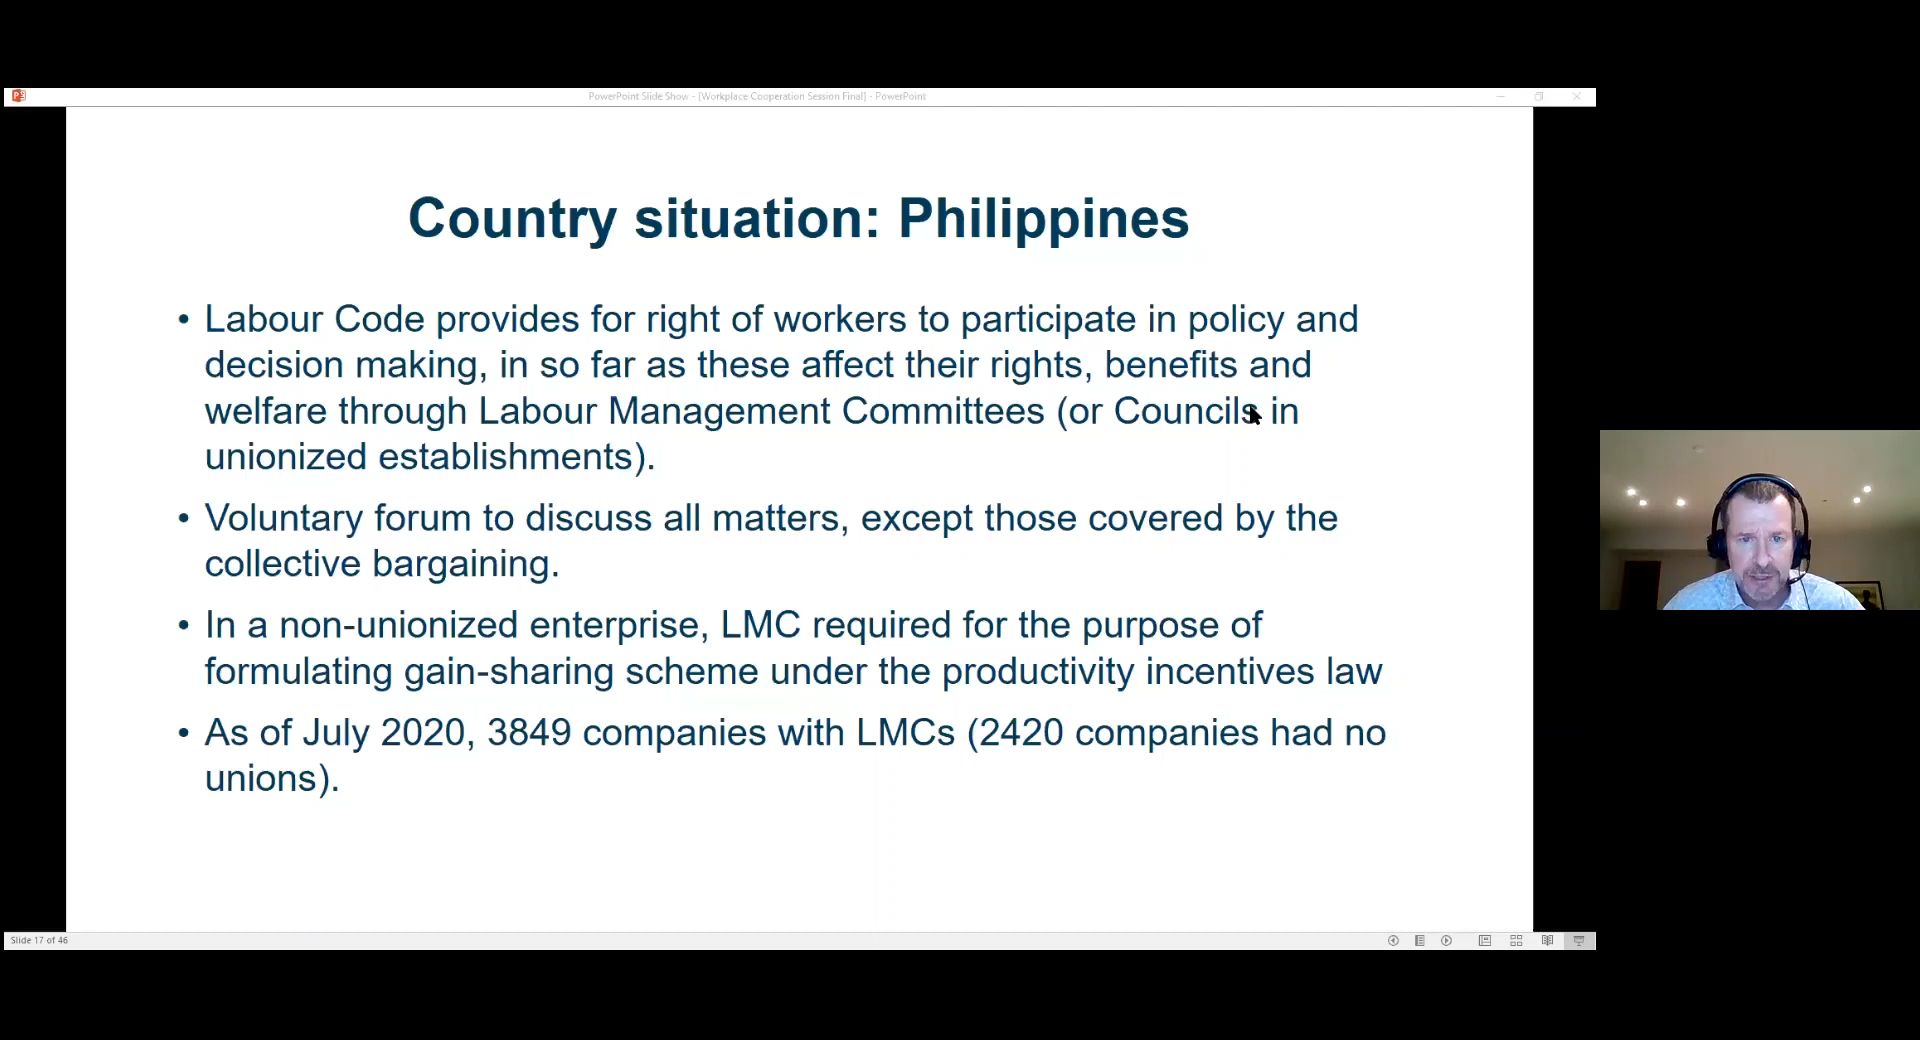 PowerPoint Slide Show - [Workplace Cooperation Session Final] - PowerPoint
Country situation: Philippines
• Labour Code provides for right of workers to participate in policy and
decision making, in so far as these affect their rights, benefits and
welfare through Labour Management Committees (or Councils in
unionized establishments).
• Voluntary forum to discuss all matters, except those covered by the
collective bargaining.
• In a non-unionized enterprise, LMC required for the purpose of
formulating gain-sharing scheme under the productivity incentives law
• As of July 2020, 3849 companies with LMCs (2420 companies had no
unions).
Slide 17 of 46